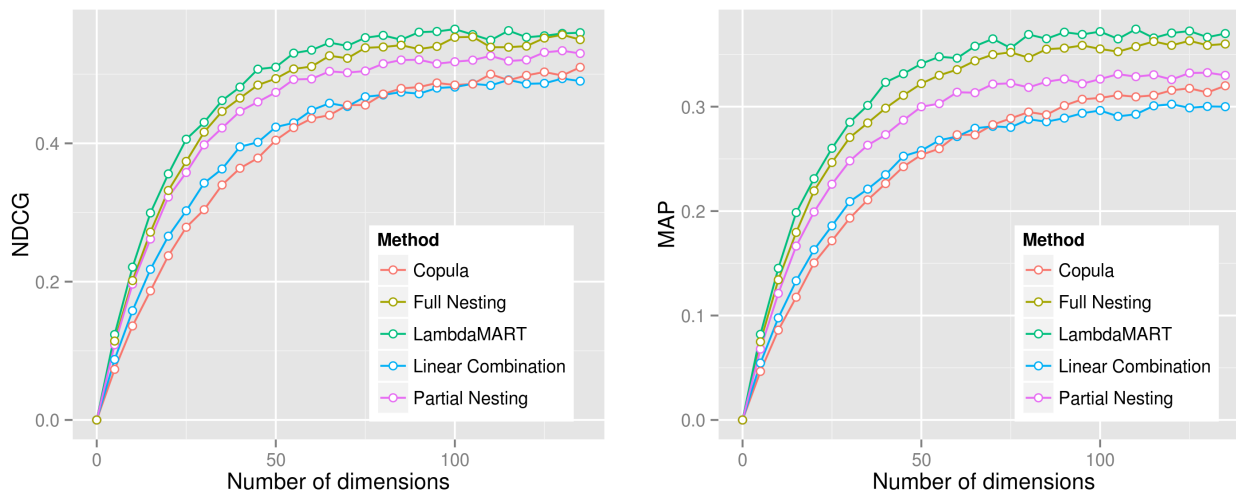 NDCG
0.4
0.2
0.0
0
50
100
Number of dimensions
Method
Copula
Full Nesting
LambdaMART
Linear Combination
Partial Nesting
MAP
0.3
0.2
0.1
0.0
0
50
100
Number of dimensions
Method
Copula
Full Nesting
LambdaMART
Linear Combination
Partial Nesting